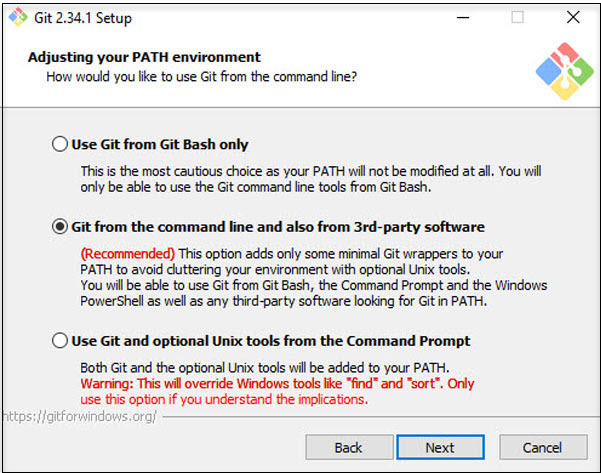 Git 2.34.1 Setup
Adjusting your PATH environment
How would you like to use Git from the command line?
Use Git from Git Bash only
This is the most cautious choice as your PATH will not be modified at all. You will
only be able to use the Git command line tools from Git Bash.
Git from the command line and also from 3rd-party software
(Recommended) This option adds only some minimal Git wrappers to your
PATH to avoid cluttering your environment with optional Unix tools.
You will be able to use Git from Git Bash, the Command Prompt and the Windows
PowerShell as well as any third-party software looking for Git in PATH.
Use Git and optional Unix tools from the Command Prompt
Both Git and the optional Unix tools will be added to your PATH.
Warning: This will override Windows tools like "find" and "sort". Only
use this option if you understand the implications.
https://gitforwindows.org/
Back
Next
Cancel